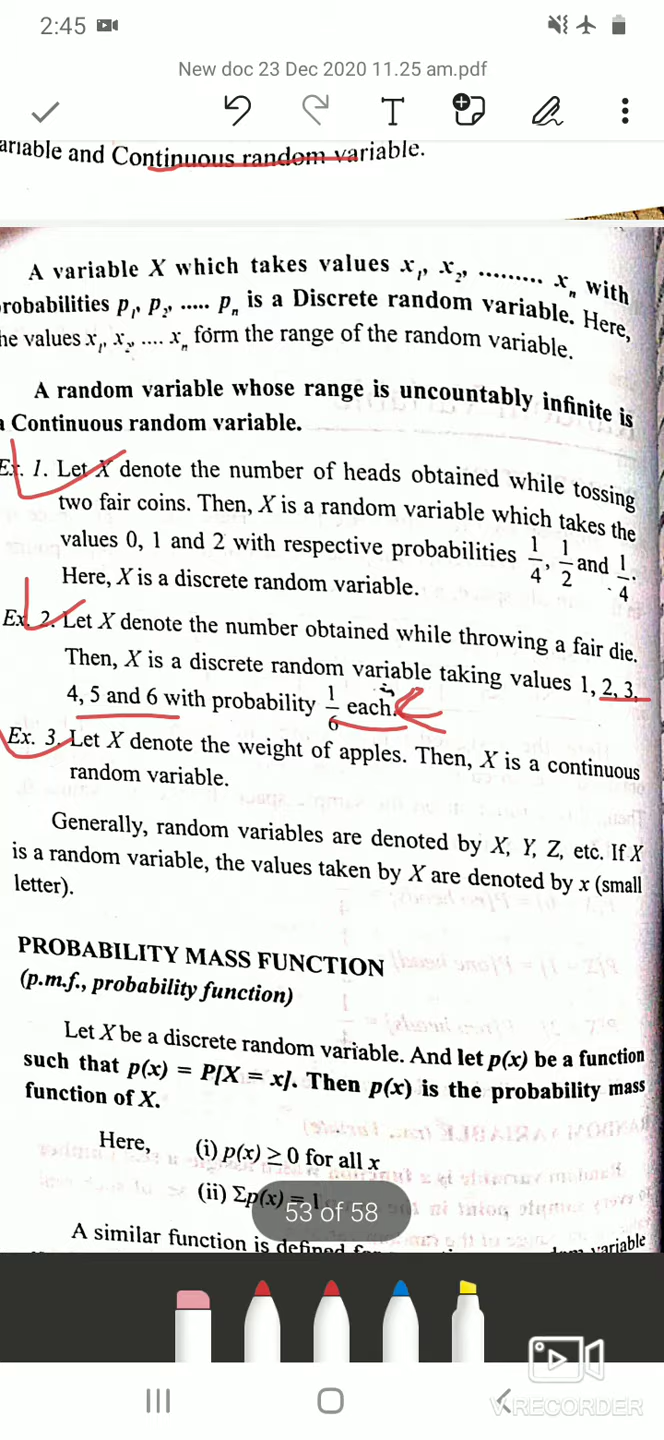 2:45
New doc 23 Dec 2020 11.25 am.pdf
T
ariable and Continuous random variable.
A variable X which takes values x₁, x₂, ......... xₙ with
robabilities p₁, p₂, ..... pₙ is a Discrete random variable. Here,
he values x₁, x₂, .... xₙ form the range of the random variable.
A random variable whose range is uncountably infinite is
a Continuous random variable.
Ex. 1. Let X denote the number of heads obtained while tossing
two fair coins. Then, X is a random variable which takes the
values 0, 1 and 2 with respective probabilities 1/4, 1/2 and 1/4.
Here, X is a discrete random variable.
Ex. 2. Let X denote the number obtained while throwing a fair die.
Then, X is a discrete random variable taking values 1, 2, 3,
4, 5 and 6 with probability 1/6 each.
Ex. 3. Let X denote the weight of apples. Then, X is a continuous
random variable.
Generally, random variables are denoted by X, Y, Z, etc. If X
is a random variable, the values taken by X are denoted by x (small
letter).
PROBABILITY MASS FUNCTION
(p.m.f., probability function)
Let X be a discrete random variable. And let p(x) be a function
such that p(x) = P[X = x]. Then p(x) is the probability mass
function of X.
Here, (i) p(x) ≥ 0 for all x
(ii) Σp(x) = 1
53 of 58
A similar function is defined variable
V RECORDER